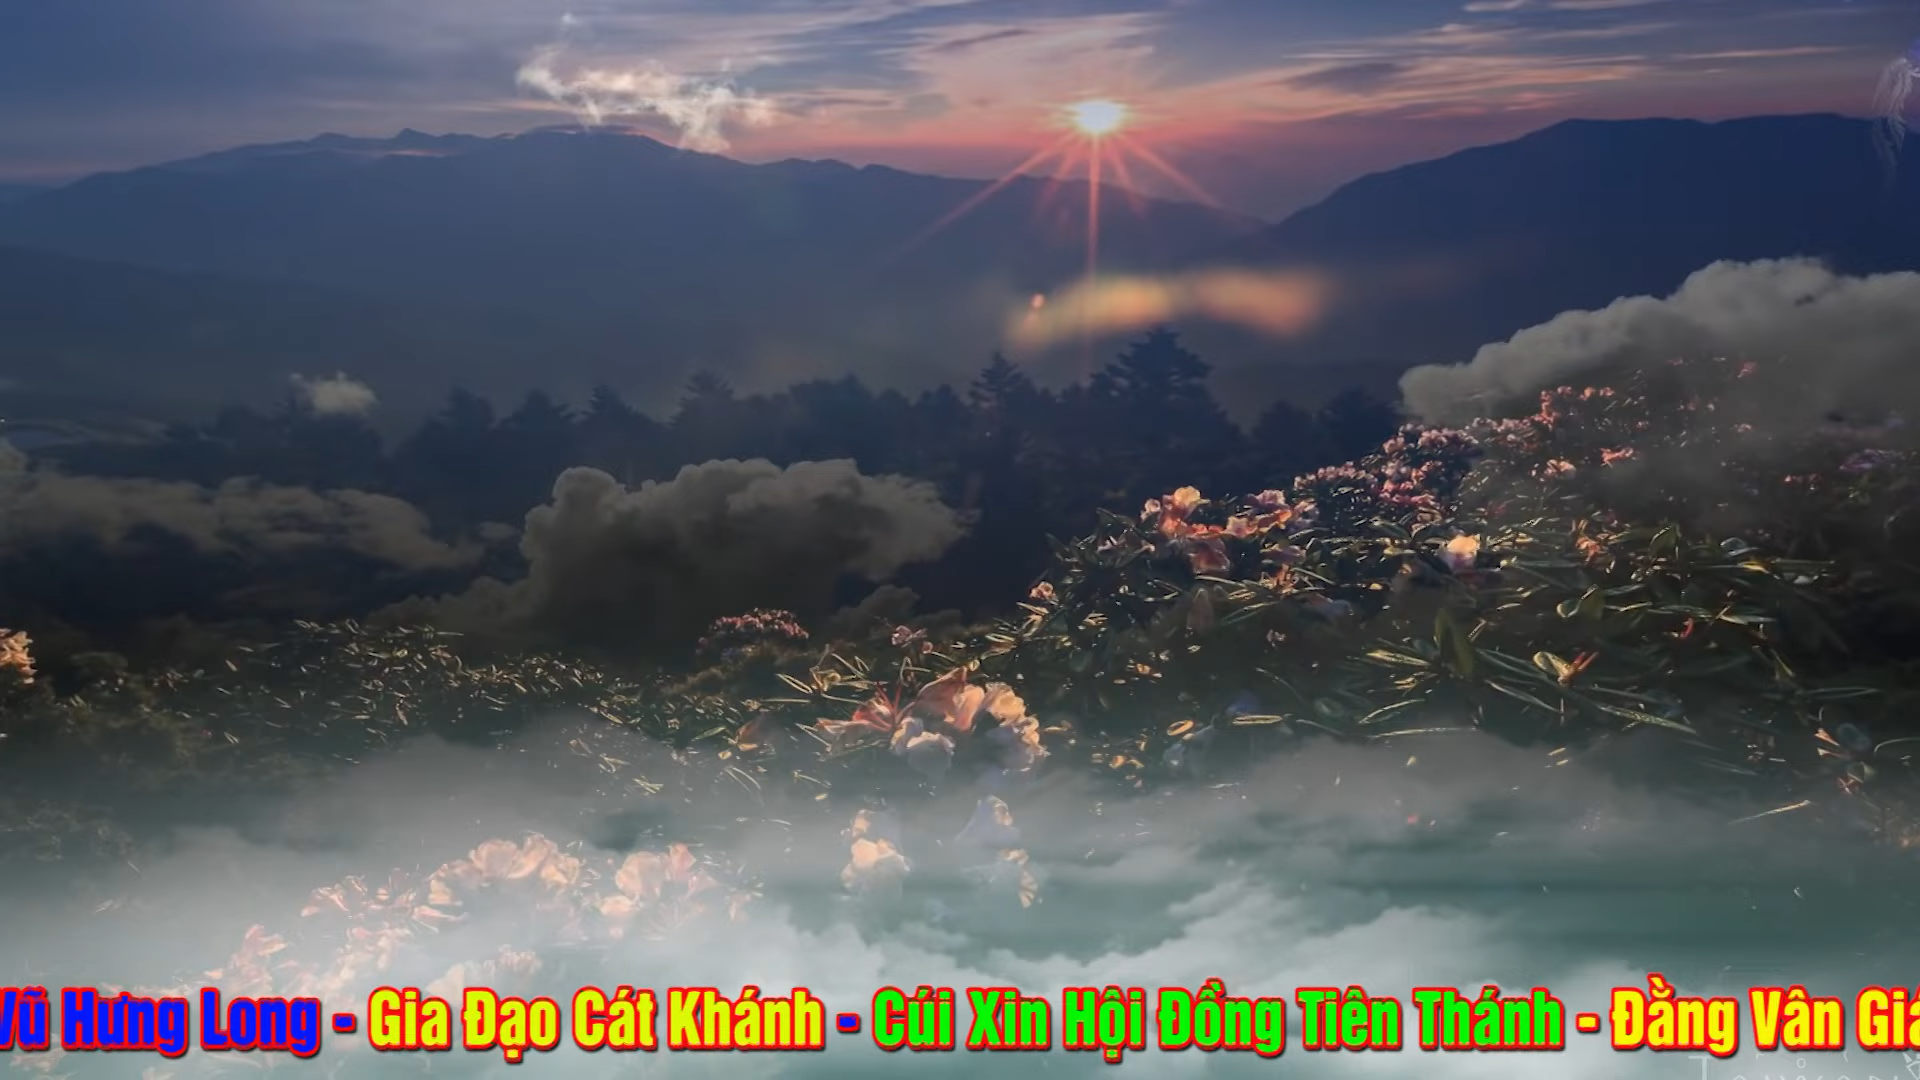 Vũ Hưng Long - Gia Đạo Cát Khánh - Cúi Xin Hội Đồng Tiên Thánh - Đằng Vân Giá